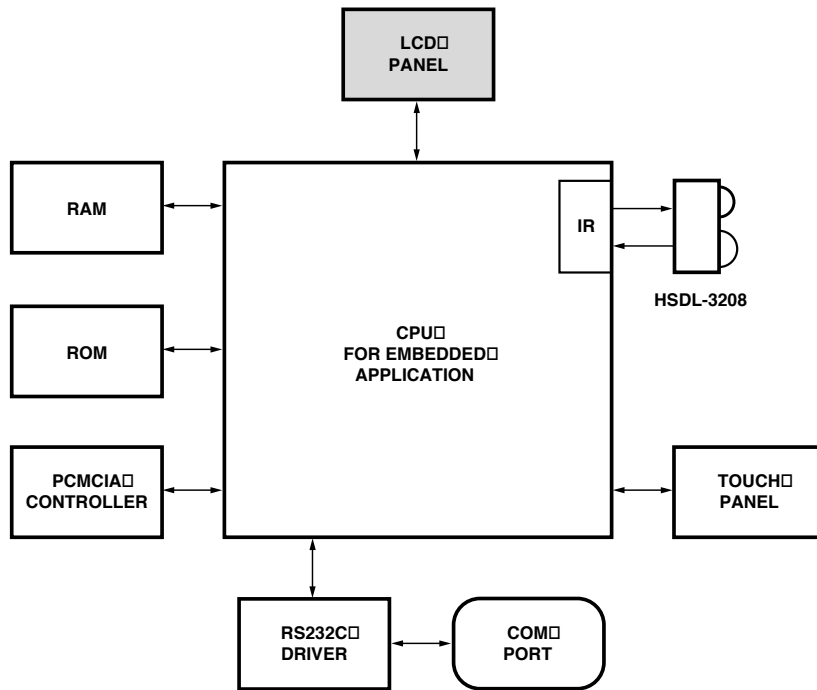 LCD
PANEL
RAM
IR
HSDL-3208
ROM
CPU
FOR EMBEDDED
APPLICATION
PCMCIA
CONTROLLER
TOUCH
PANEL
RS232C
DRIVER
COM
PORT